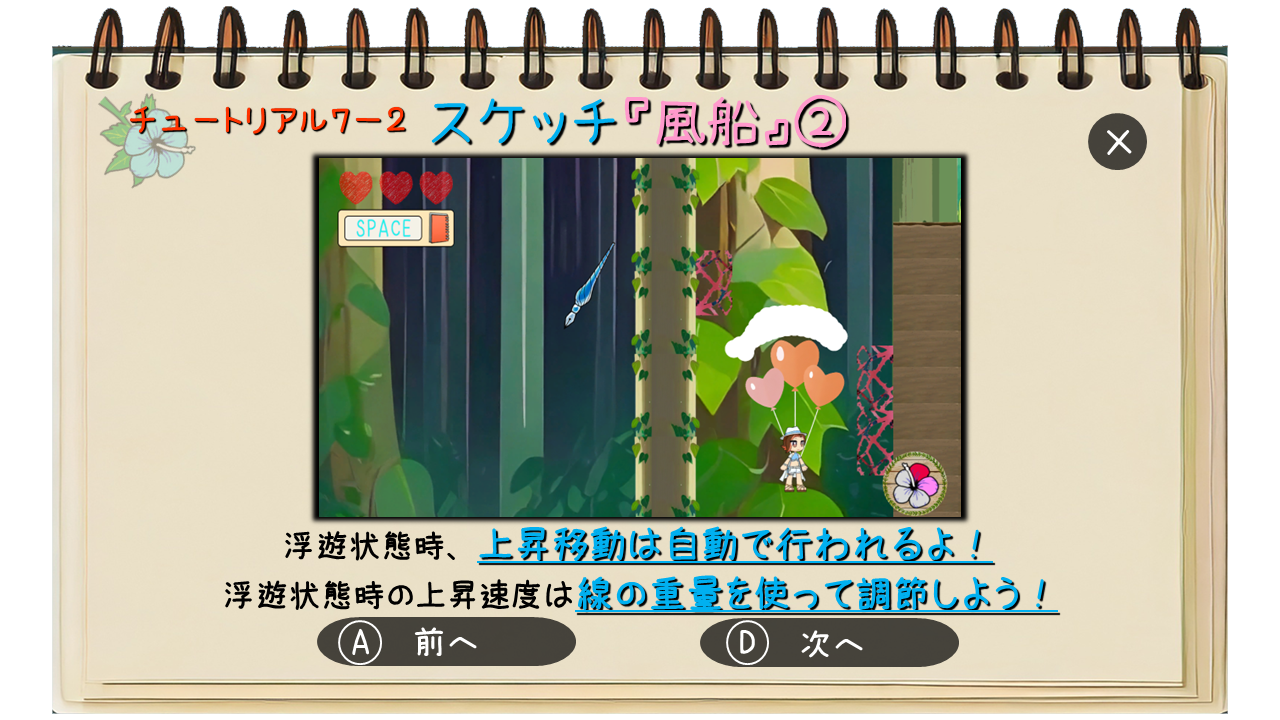 チュートリアルワー2 スケッチ『風船』②
SPACE
浮遊状態時、上昇移動は自動で行われるよ！
浮遊状態時の上昇速度は線の重量を使って調節しよう！
A 前へ
D 次へ